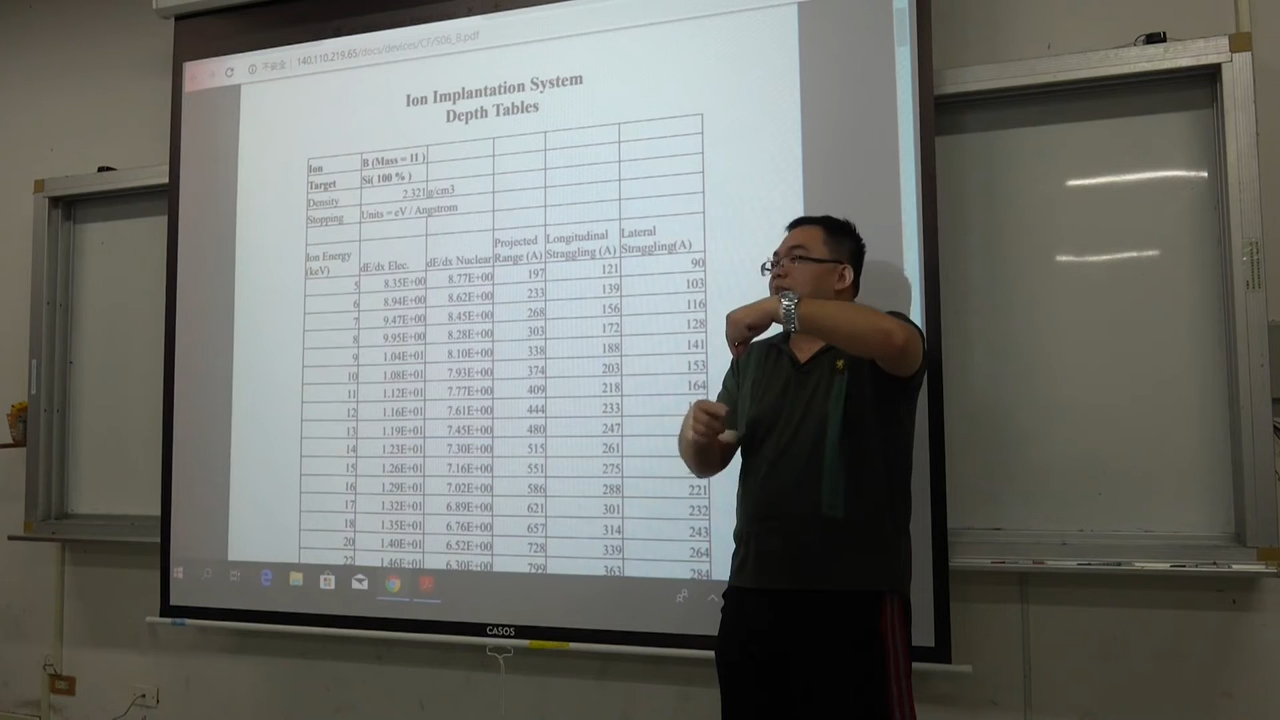 不安全 | 140.110.219.65/docs/devices/CF/S06_B.pdf
Ion Implantation System
Depth Tables
Ion B (Mass = 11 )
Target Si( 100 % )
Density 2.321 g/cm3
Stopping Units = eV / Angstrom
Ion Energy (keV) dE/dx Elec. dE/dx Nuclear Projected Range (A) Longitudinal Straggling (A) Lateral Straggling(A)
5 8.35E+00 8.77E+00 197 121 90
6 8.94E+00 8.62E+00 233 139 103
7 9.47E+00 8.45E+00 268 156 116
8 9.95E+00 8.28E+00 303 172 128
9 1.04E+01 8.10E+00 338 188 141
10 1.08E+01 7.93E+00 374 203 153
11 1.12E+01 7.77E+00 409 218 164
12 1.16E+01 7.61E+00 444 233
13 1.19E+01 7.45E+00 480 247
14 1.23E+01 7.30E+00 515 261
15 1.26E+01 7.16E+00 551 275
16 1.29E+01 7.02E+00 586 288 221
17 1.32E+01 6.89E+00 621 301 232
18 1.35E+01 6.76E+00 657 314 243
20 1.40E+01 6.52E+00 728 339 264
22 1.46E+01 6.30E+00 799 363 284
CASOS